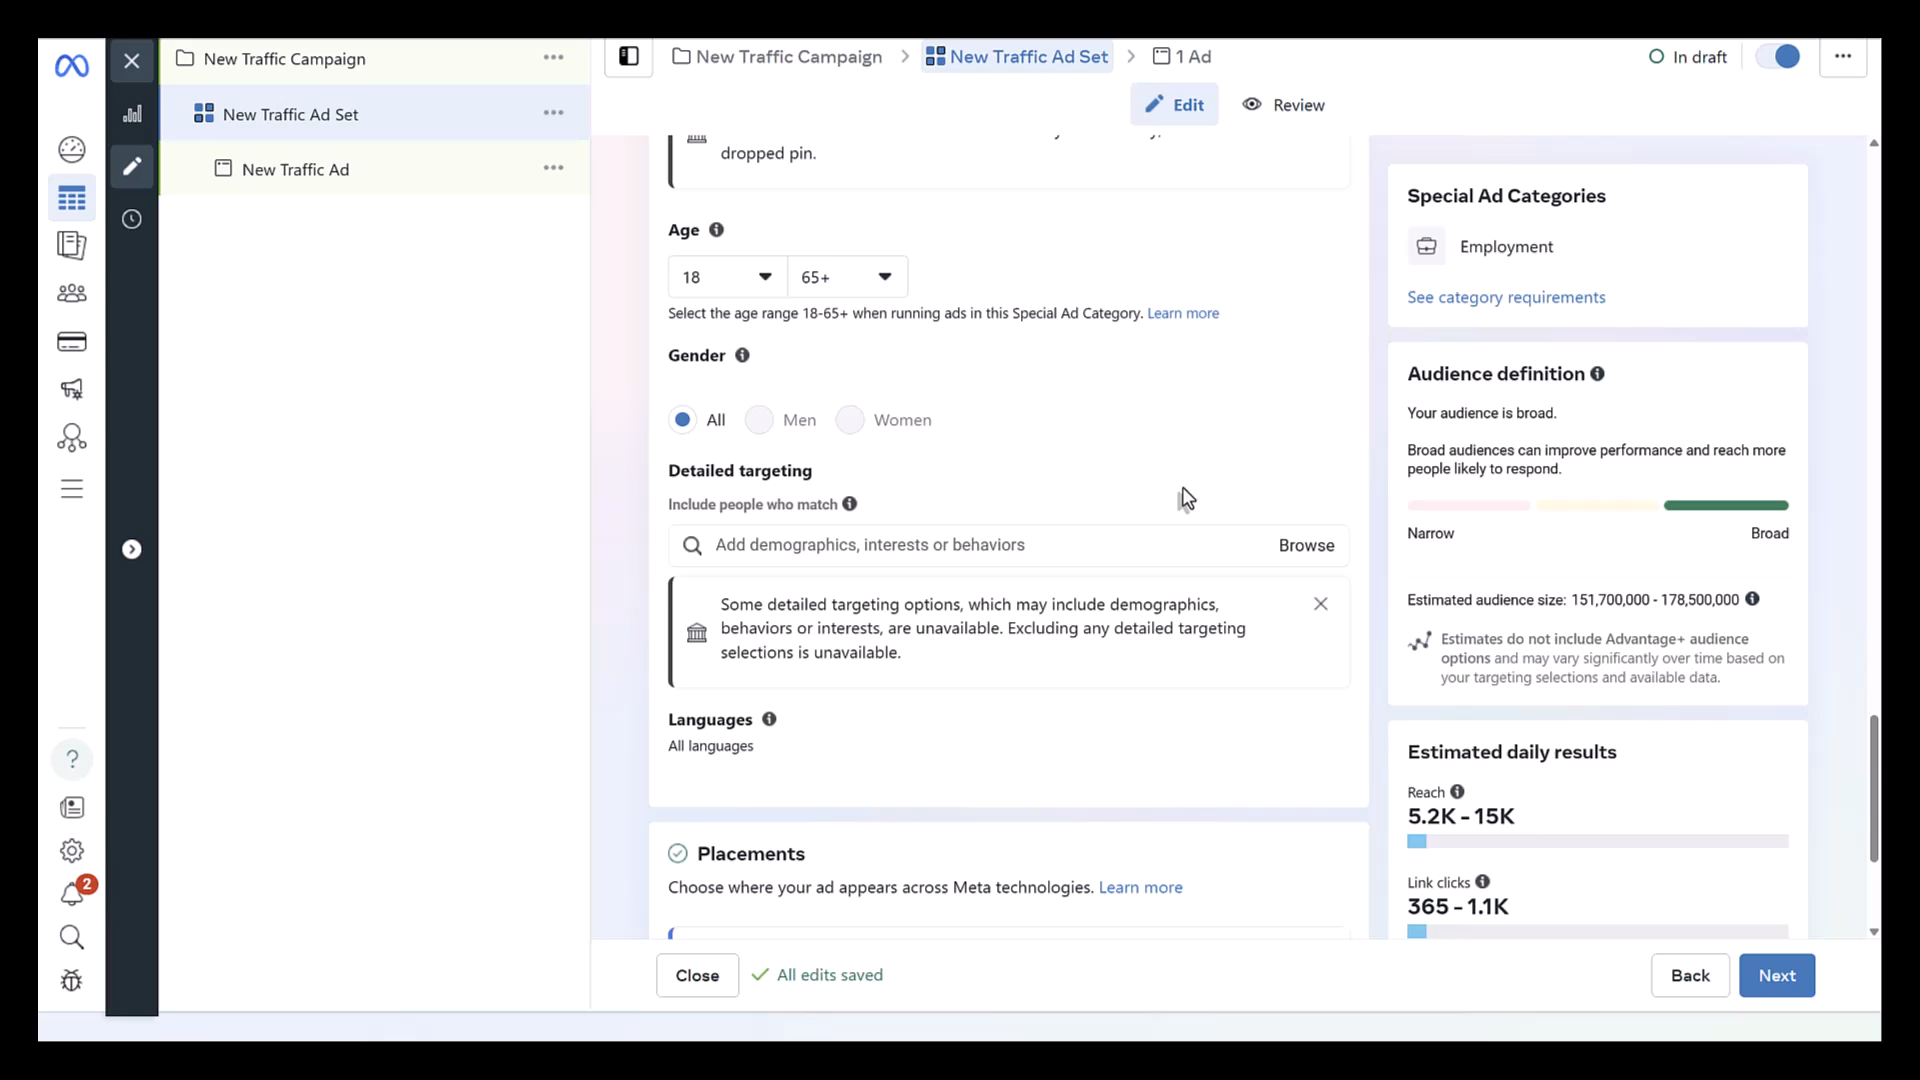 New Traffic Campaign
New Traffic Ad Set
New Traffic Ad
2
New Traffic Campaign
New Traffic Ad Set
1 Ad
In draft
Edit
Review
dropped pin.
Age
18
65+
Select the age range 18-65+ when running ads in this Special Ad Category. Learn more
Gender
All
Men
Women
Detailed targeting
Include people who match
Add demographics, interests or behaviors
Browse
Some detailed targeting options, which may include demographics,
behaviors or interests, are unavailable. Excluding any detailed targeting
selections is unavailable.
Languages
All languages
Placements
Choose where your ad appears across Meta technologies. Learn more
Close
All edits saved
Back
Next
Special Ad Categories
Employment
See category requirements
Audience definition
Your audience is broad.
Broad audiences can improve performance and reach more
people likely to respond.
Narrow
Broad
Estimated audience size: 151,700,000 - 178,500,000
Estimates do not include Advantage+ audience
options and may vary significantly over time based on
your targeting selections and available data.
Estimated daily results
Reach
5.2K - 15K
Link clicks
365 - 1.1K